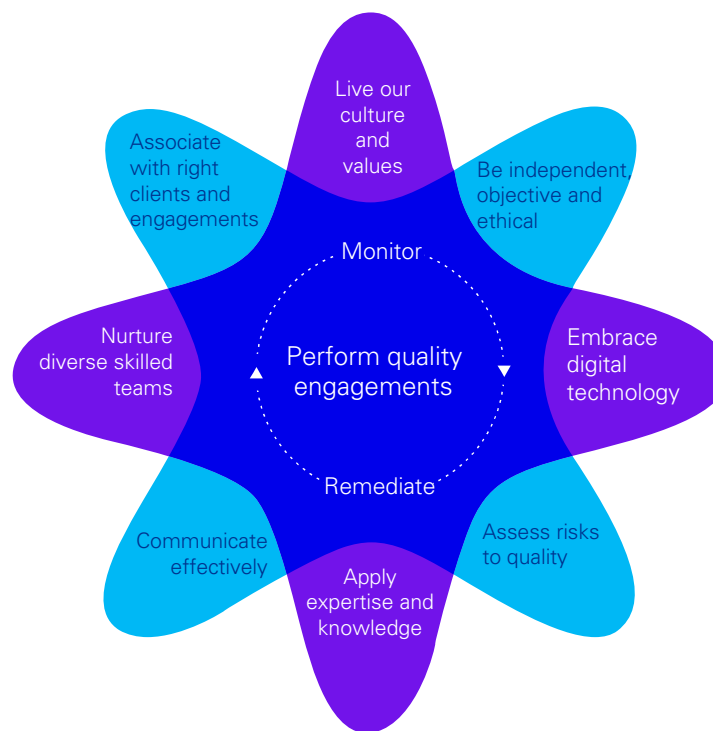 Live our
culture
and
values
Associate
with right
clients and
engagements
Be independent,
objective and
ethical
Monitor
Nurture
diverse skilled
teams
Perform quality
engagements
Embrace
digital
technology
Remediate
Communicate
effectively
Assess risks
to quality
Apply
expertise and
knowledge